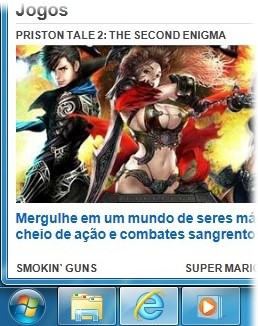 Jogos
PRISTON TALE 2: THE SECOND ENIGMA
Mergulhe em um mundo de seres má
cheio de ação e combates sangrento
SMOKIN' GUNS SUPER MARIO